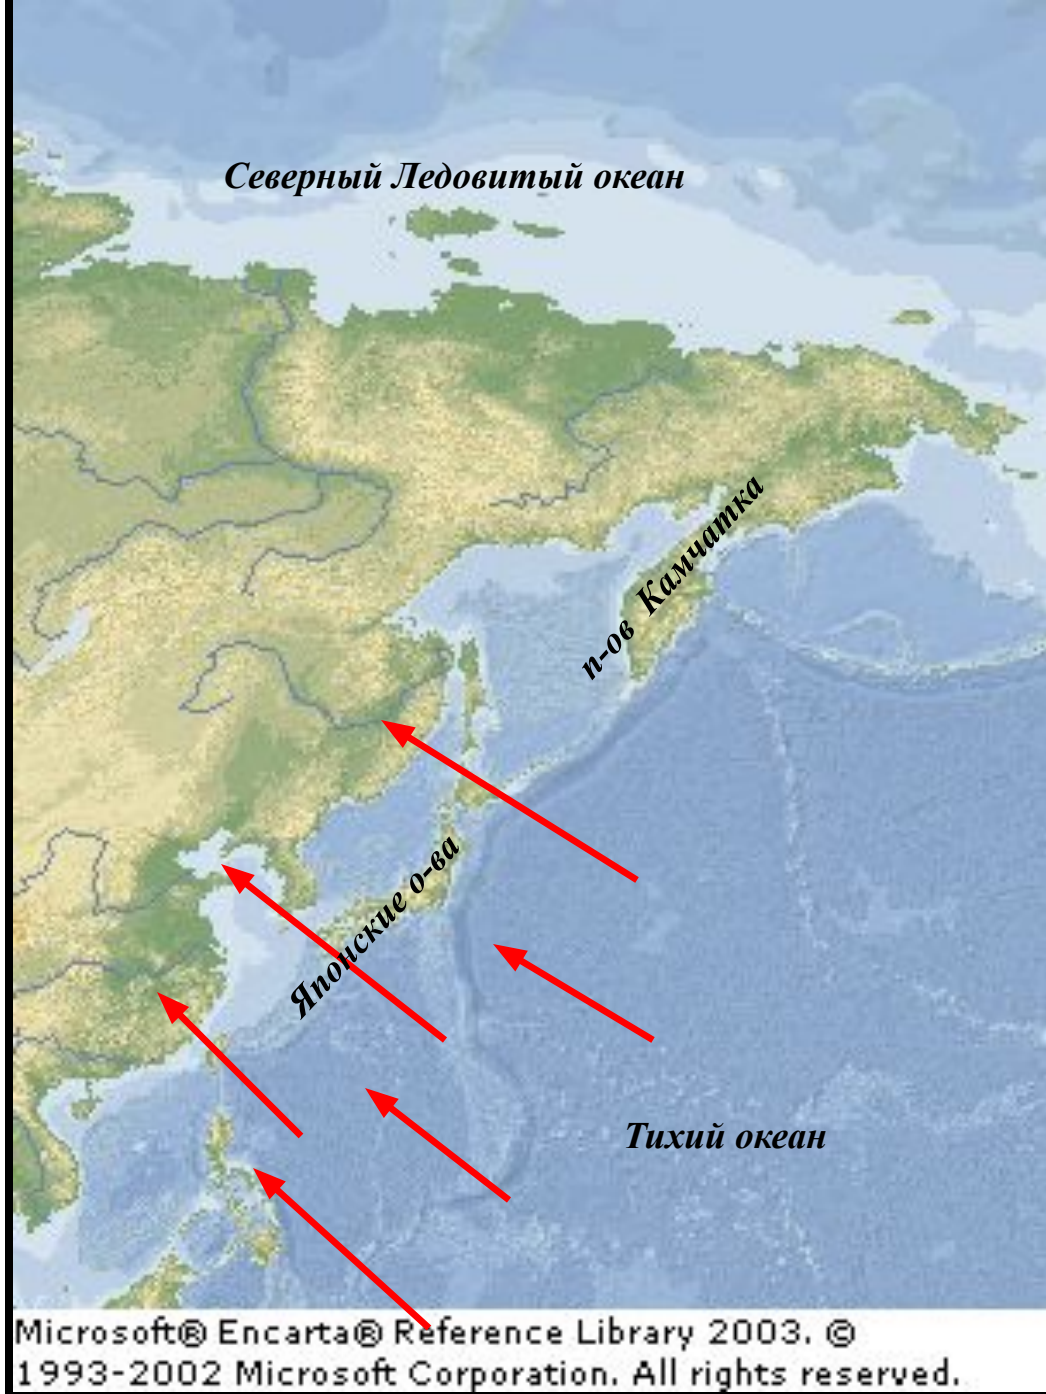 Северный Ледовитый океан
п-ов Камчатка
Японские о-ва
Тихий океан
Microsoft® Encarta® Reference Library 2003. ©
1993-2002 Microsoft Corporation. All rights reserved.